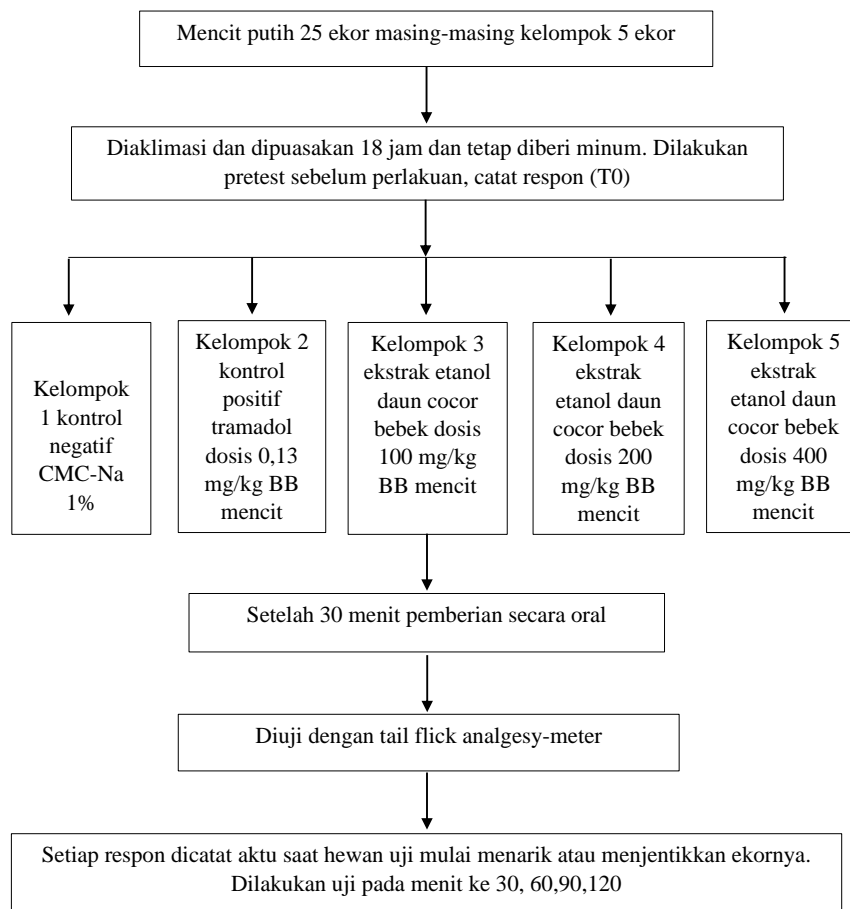 Mencit putih 25 ekor masing-masing kelompok 5 ekor
Diaklimasi dan dipuasakan 18 jam dan tetap diberi minum. Dilakukan
pretest sebelum perlakuan, catat respon (T0)
Kelompok
1 kontrol
negatif
CMC-Na
1%
Kelompok 2
kontrol
positif
tramadol
dosis 0,13
mg/kg BB
mencit
Kelompok 3
ekstrak etanol
daun cocor
bebek dosis
100 mg/kg
BB mencit
Kelompok 4
ekstrak
etanol daun
cocor bebek
dosis 200
mg/kg BB
mencit
Kelompok 5
ekstrak
etanol daun
cocor bebek
dosis 400
mg/kg BB
mencit
Setelah 30 menit pemberian secara oral
Diuji dengan tail flick analgesy-meter
Setiap respon dicatat aktu saat hewan uji mulai menarik atau menjentikkan ekornya.
Dilakukan uji pada menit ke 30, 60,90,120